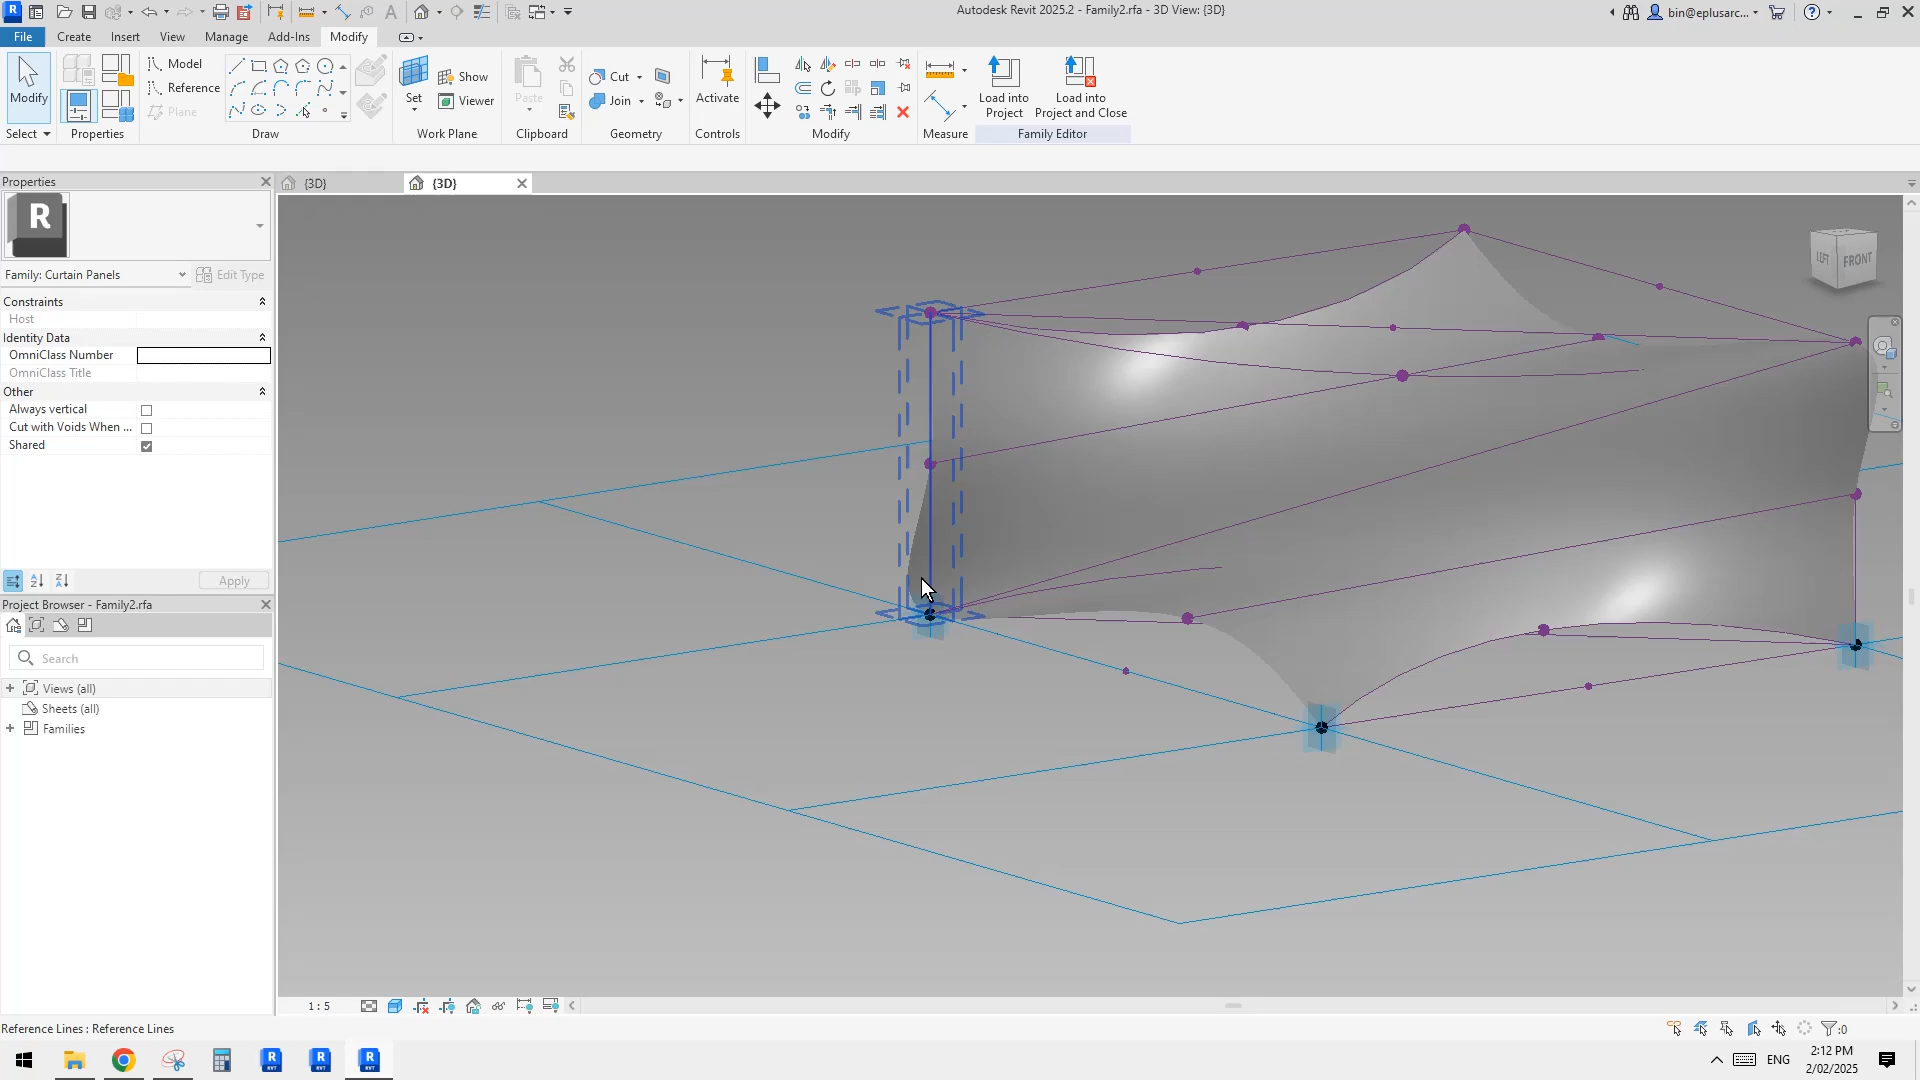 Autodesk Revit 2025.2 - Family2.rfa - 3D View: {3D}
bin@eplusarc...
File
Create
Insert
View
Manage
Add-Ins
Modify
Modify
Select
Properties
Model
Reference
Plane
Draw
Set
Show
Viewer
Work Plane
Paste
Clipboard
Cut
Join
Geometry
Activate
Controls
Modify
Measure
Load into
Project
Load into
Project and Close
Family Editor
Properties
{3D}
{3D}
R
Family: Curtain Panels
Edit Type
Constraints
Host
Identity Data
OmniClass Number
OmniClass Title
Other
Always vertical
Cut with Voids When ...
Shared
Apply
Project Browser - Family2.rfa
Search
Views (all)
Sheets (all)
Families
LEFT
FRONT
1 : 5
Reference Lines : Reference Lines
:0
ENG
2:12 PM
2/02/2025